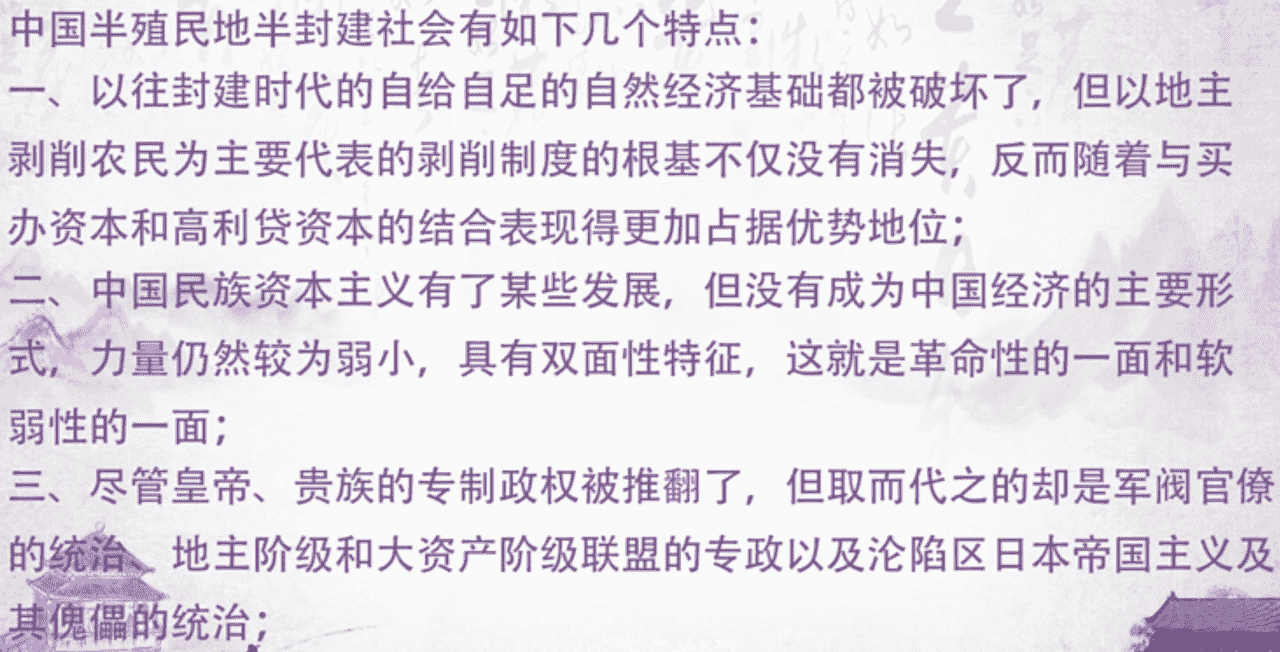 中国半殖民地半封建社会有如下几个特点：
一、以往封建时代的自给自足的自然经济基础都被破坏了，但以地主
剥削农民为主要代表的剥削制度的根基不仅没有消失，反而随着与买
办资本和高利贷资本的结合表现得更加占据优势地位；
二、中国民族资本主义有了某些发展，但没有成为中国经济的主要形
式，力量仍然较为弱小，具有双面性特征，这就是革命性的一面和软
弱性的一面；
三、尽管皇帝、贵族的专制政权被推翻了，但取而代之的却是军阀官僚
的统治、地主阶级和大资产阶级联盟的专政以及沦陷区日本帝国主义及
其傀儡的统治；